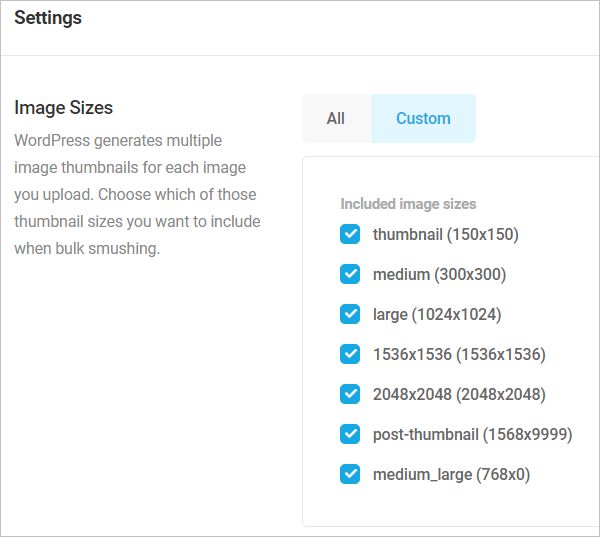 Settings
Image Sizes
WordPress generates multiple
image thumbnails for each image
you upload. Choose which of those
thumbnail sizes you want to include
when bulk smushing.
All
Custom
Included image sizes
thumbnail (150x150)
medium (300x300)
large (1024x1024)
1536x1536 (1536x1536)
2048x2048 (2048x2048)
post-thumbnail (1568x9999)
medium_large (768x0)